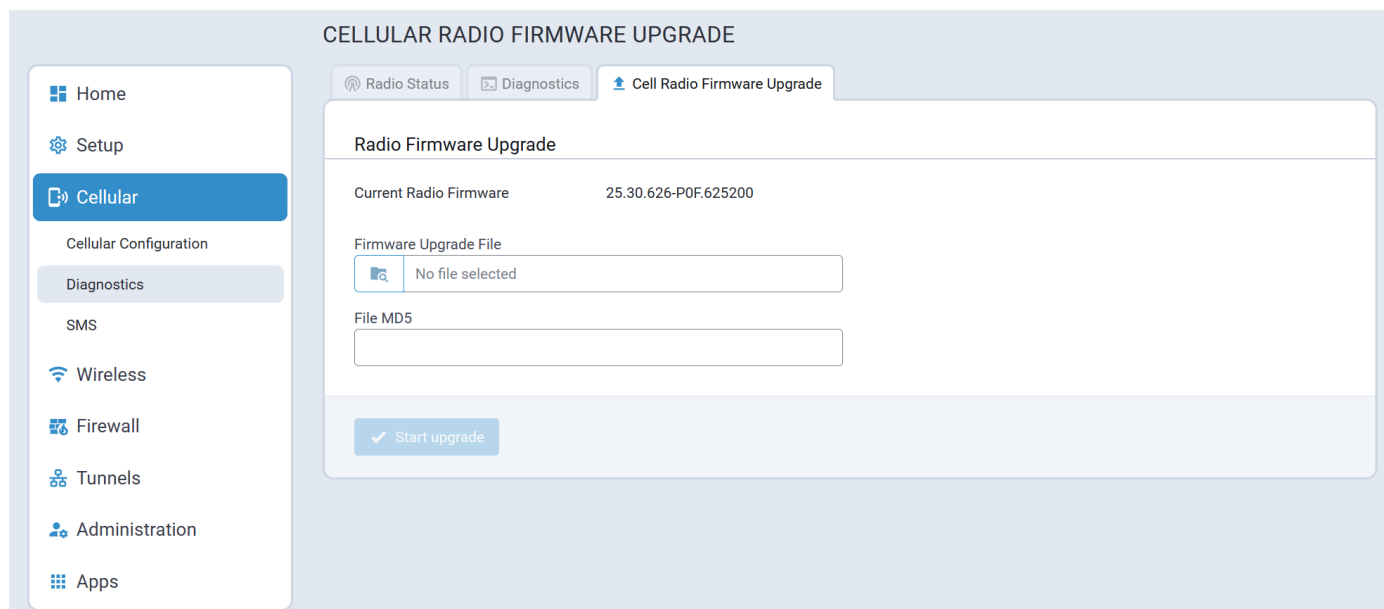 CELLULAR RADIO FIRMWARE UPGRADE
Home
Setup
Cellular
Cellular Configuration
Diagnostics
SMS
Wireless
Firewall
Tunnels
Administration
Apps
Radio Status
Diagnostics
Cell Radio Firmware Upgrade
Radio Firmware Upgrade
Current Radio Firmware 25.30.626-P0F.625200
Firmware Upgrade File
No file selected
File MD5
Start upgrade